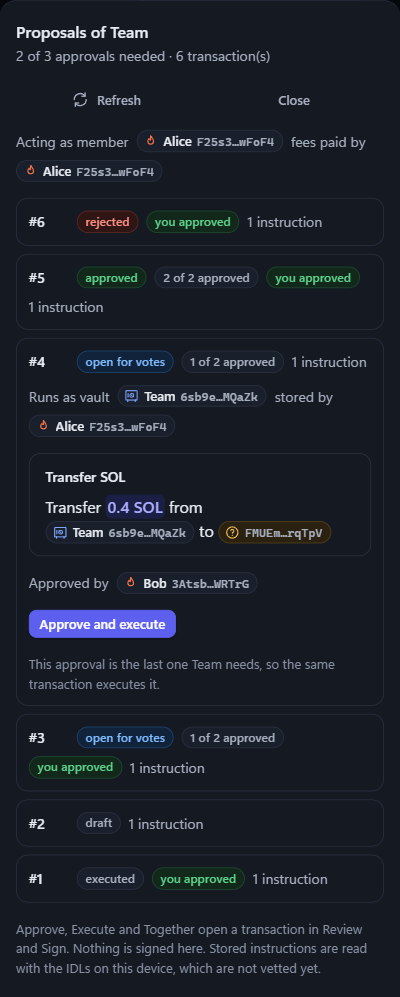 Proposals of Team
2 of 3 approvals needed · 6 transaction(s)
Refresh Close
Acting as member Alice F25s3…wFoF4 fees paid by
Alice F25s3…wFoF4
#6 rejected you approved 1 instruction
#5 approved 2 of 2 approved you approved
1 instruction
#4 open for votes 1 of 2 approved 1 instruction
Runs as vault Team 6sb9e…MQaZk stored by
Alice F25s3…wFoF4
Transfer SOL
Transfer 0.4 SOL from
Team 6sb9e…MQaZk to FMUEm…rqTpV
Approved by Bob 3Atsb…WRTrG
Approve and execute
This approval is the last one Team needs, so the same
transaction executes it.
#3 open for votes 1 of 2 approved
you approved 1 instruction
#2 draft 1 instruction
#1 executed you approved 1 instruction
Approve, Execute and Together open a transaction in Review
and Sign. Nothing is signed here. Stored instructions are read
with the IDLs on this device, which are not vetted yet.